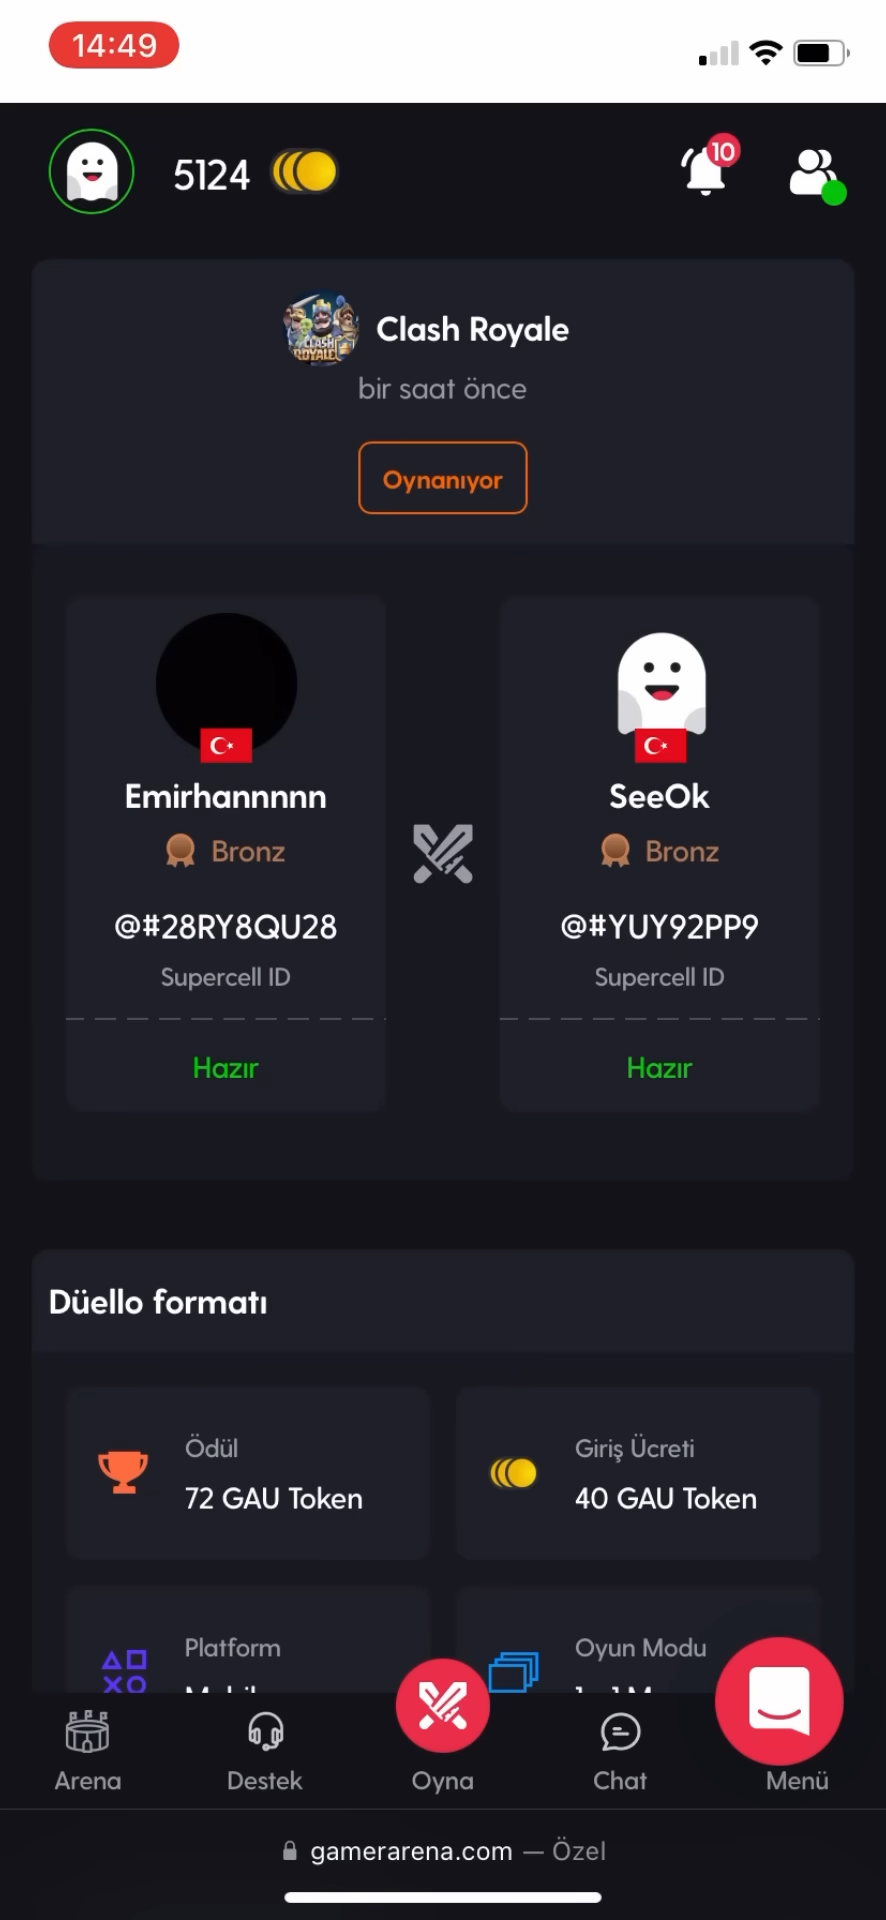 14:49
5124
10
CLASH
ROYALE
Clash Royale
bir saat önce
Oynanıyor
Emirhannnnn
Bronz
@#28RY8QU28
Supercell ID
Hazır
SeeOk
Bronz
@#YUY92PP9
Supercell ID
Hazır
Düello formatı
Ödül
72 GAU Token
Giriş Ücreti
40 GAU Token
Platform
Oyun Modu
Arena
Destek
Oyna
Chat
Menü
gamerarena.com — Özel